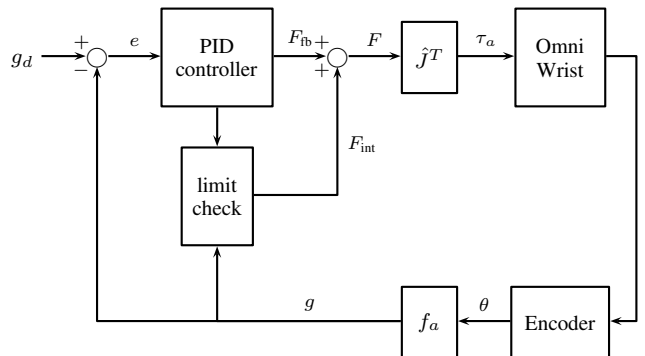 g_d
+
−
e
PID
controller
F_fb
+
+
F
Ĵ^T
τ_a
Omni
Wrist
F_int
limit
check
g
f_a
θ
Encoder